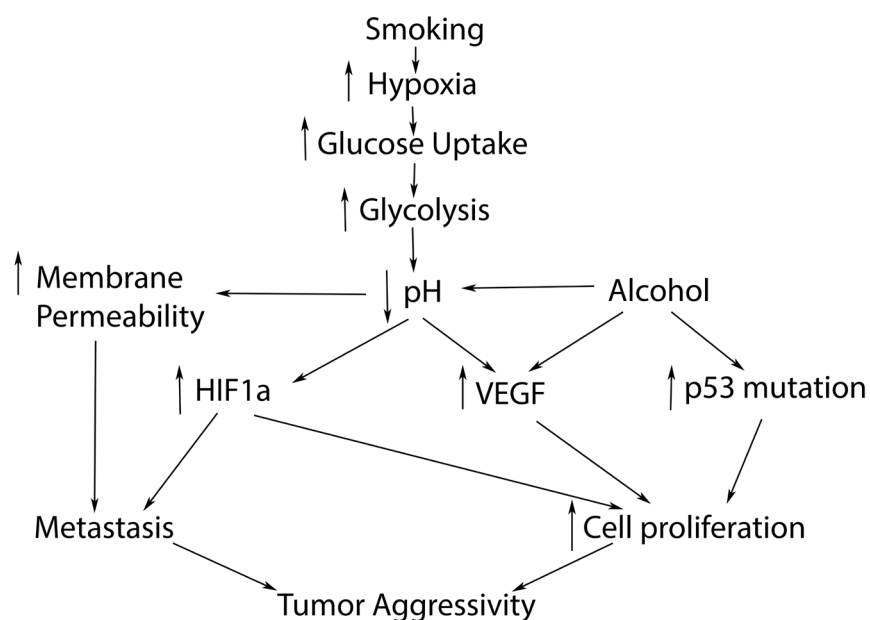 Smoking
Hypoxia
Glucose Uptake
Glycolysis
Membrane
Permeability
pH
Alcohol
HIF1a
VEGF
p53 mutation
Metastasis
Cell proliferation
Tumor Aggressivity